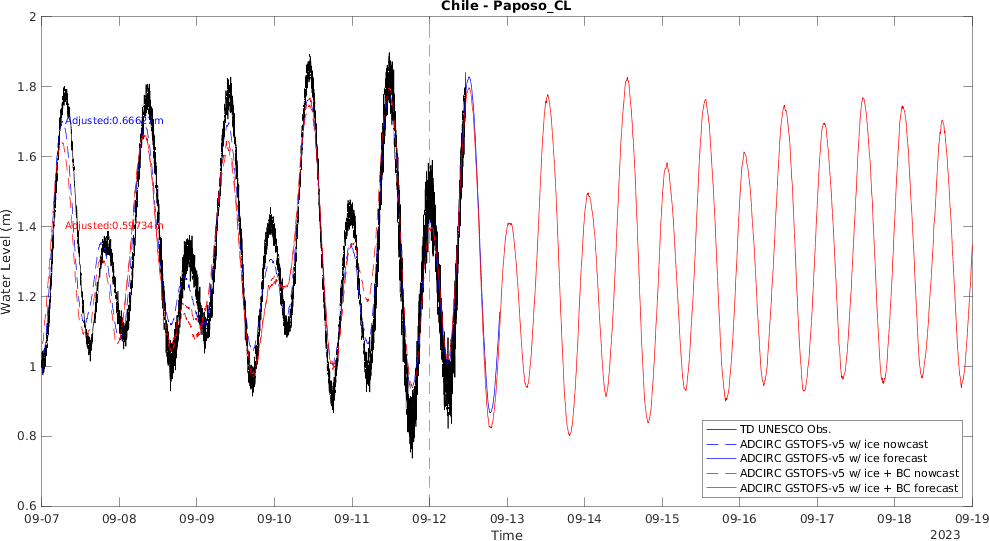 Chile - Paposo_CL
2
1.8
1.6
1.4
1.2
1
0.8
0.6
Water Level (m)
Adjusted:0.59734m
TD UNESCO Obs.
ADCIRC GSTOFS-v5 w/ ice nowcast
ADCIRC GSTOFS-v5 w/ ice forecast
ADCIRC GSTOFS-v5 w/ ice + BC nowcast
ADCIRC GSTOFS-v5 w/ ice + BC forecast
09-07 09-08 09-09 09-10 09-11 09-12 09-13 09-14 09-15 09-16 09-17 09-18 09-19
Time
2023